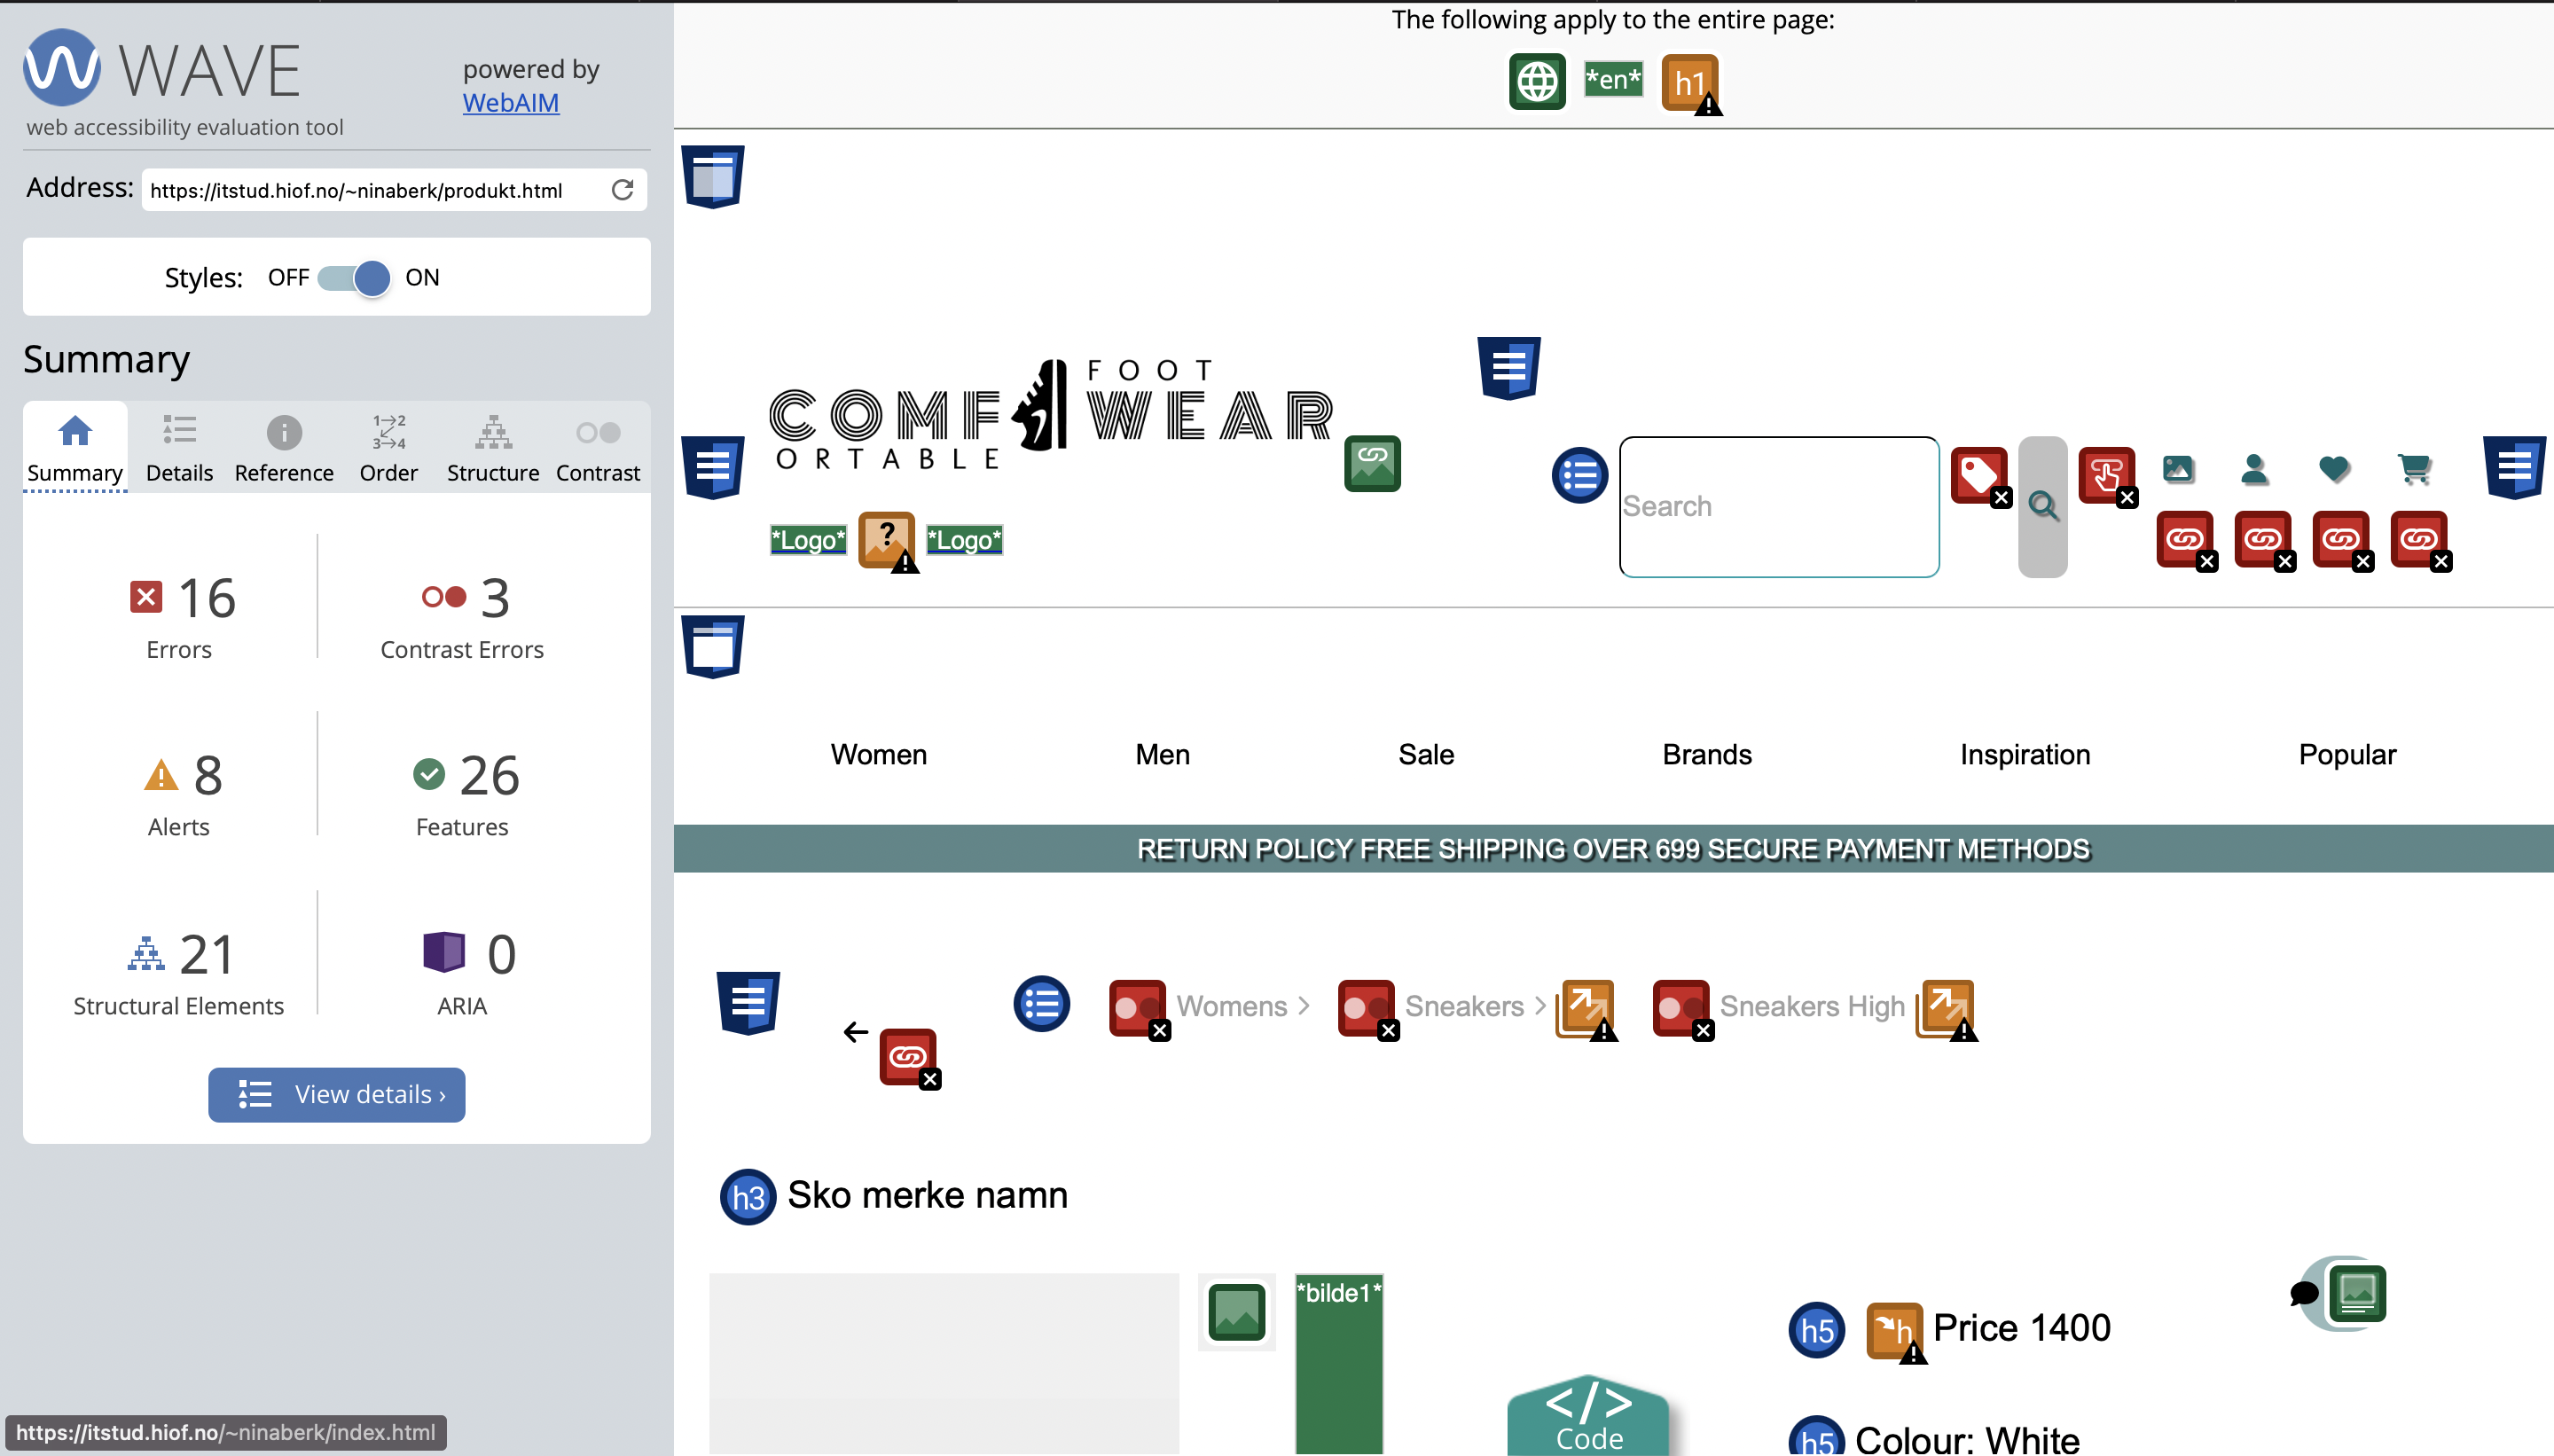 WAVE
powered by
WebAIM
web accessibility evaluation tool
Address: https://itstud.hiof.no/~ninaberk/produkt.html
Styles: OFF ON
Summary
Summary Details Reference Order Structure Contrast
1→2
3→4
16 3
Errors Contrast Errors
8 26
Alerts Features
21 0
Structural Elements ARIA
View details ›
https://itstud.hiof.no/~ninaberk/index.html
The following apply to the entire page:
*en* h1
FOOT
COMF WEAR
ORTABLE
Search
*Logo* ? *Logo*
Women Men Sale Brands Inspiration Popular
RETURN POLICY FREE SHIPPING OVER 699 SECURE PAYMENT METHODS
Womens > Sneakers > Sneakers High
h3 Sko merke namn
*bilde1*
h5 h Price 1400
</>
Code
h5 Colour: White